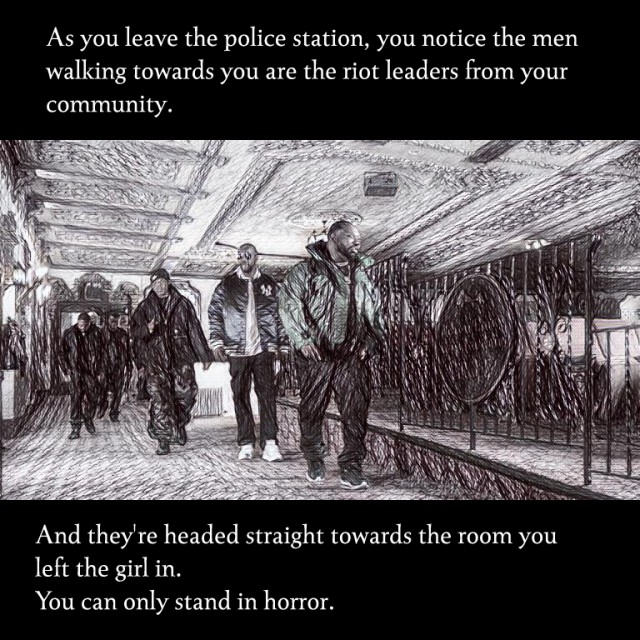 As you leave the police station, you notice the men
walking towards you are the riot leaders from your
community.
And they're headed straight towards the room you
left the girl in.
You can only stand in horror.